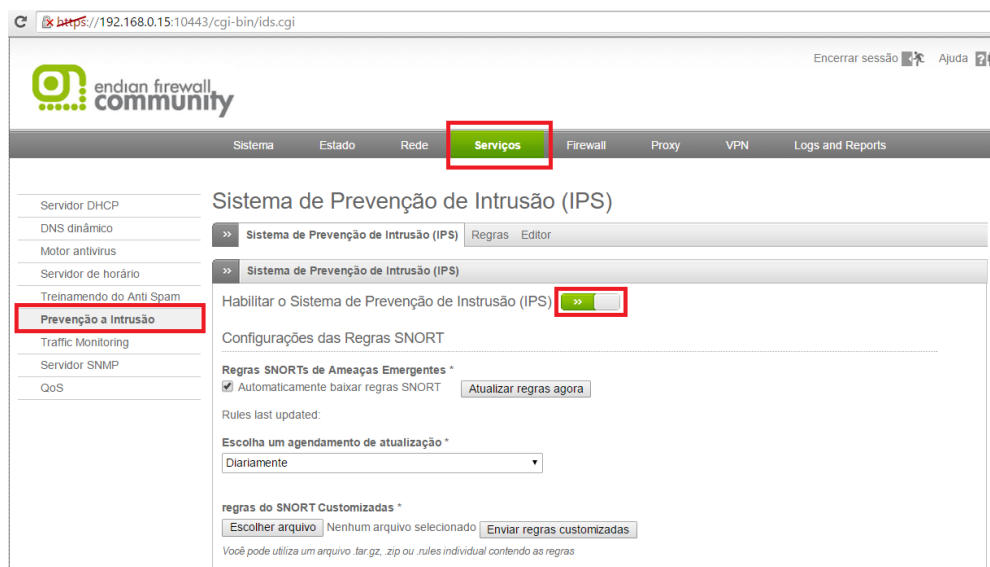 https://192.168.0.15:10443/cgi-bin/ids.cgi
Encerrar sessão Ajuda
endian firewall
community
Sistema Estado Rede Serviços Firewall Proxy VPN Logs and Reports
Servidor DHCP
DNS dinâmico
Motor antivirus
Servidor de horário
Treinamendo do Anti Spam
Prevenção a Intrusão
Traffic Monitoring
Servidor SNMP
QoS
Sistema de Prevenção de Intrusão (IPS)
» Sistema de Prevenção de Intrusão (IPS) Regras Editor
» Sistema de Prevenção de Intrusão (IPS)
Habilitar o Sistema de Prevenção de Instrusão (IPS) »
Configurações das Regras SNORT
Regras SNORTs de Ameaças Emergentes *
Automaticamente baixar regras SNORT Atualizar regras agora
Rules last updated:
Escolha um agendamento de atualização *
Diariamente
regras do SNORT Customizadas *
Escolher arquivo Nenhum arquivo selecionado Enviar regras customizadas
Você pode utiliza um arquivo .tar.gz, .zip ou .rules individual contendo as regras